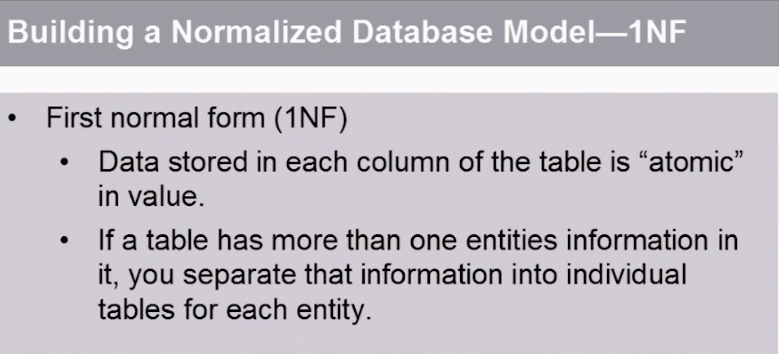 Building a Normalized Database Model—1NF
• First normal form (1NF)
• Data stored in each column of the table is “atomic”
in value.
• If a table has more than one entities information in
it, you separate that information into individual
tables for each entity.